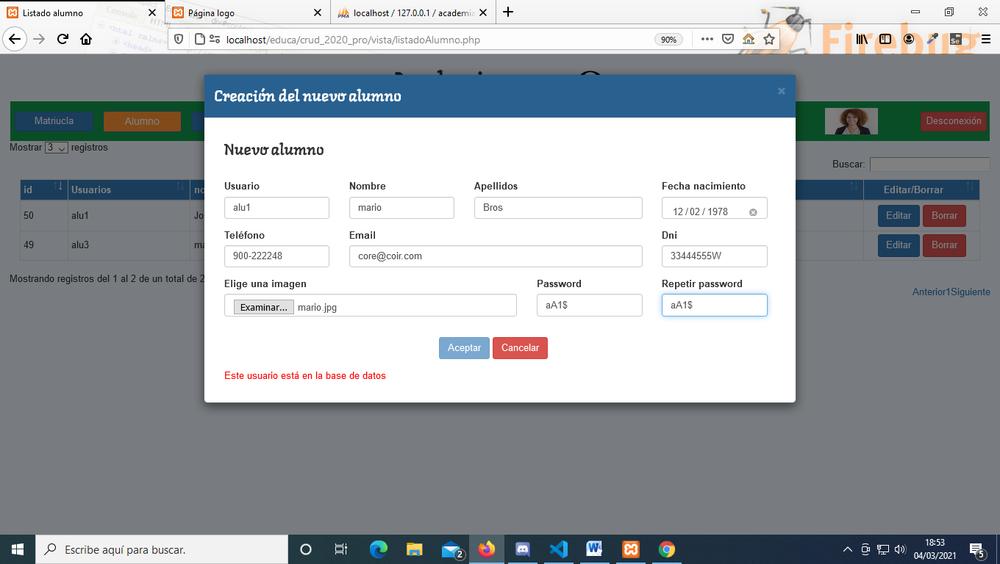 Listado alumno
Página logo
localhost / 127.0.0.1 / academia
localhost/educa/crud_2020_pro/vista/listadoAlumno.php
90%
Firebug
Creación del nuevo alumno
Matriucla
Alumno
Desconexión
Mostrar 3 registros
Buscar:
id
Usuarios
Editar/Borrar
50
alu1
Editar
Borrar
49
alu3
Editar
Borrar
Mostrando registros del 1 al 2 de un total de 2
Anterior1Siguiente
Nuevo alumno
Usuario
Nombre
Apellidos
Fecha nacimiento
alu1
mario
Bros
12 / 02 / 1978
Teléfono
Email
Dni
900-222248
core@coir.com
33444555W
Elige una imagen
Password
Repetir password
Examinar... mario.jpg
aA1$
aA1$
Aceptar
Cancelar
Este usuario está en la base de datos
Escribe aquí para buscar.
2
18:53
04/03/2021
5